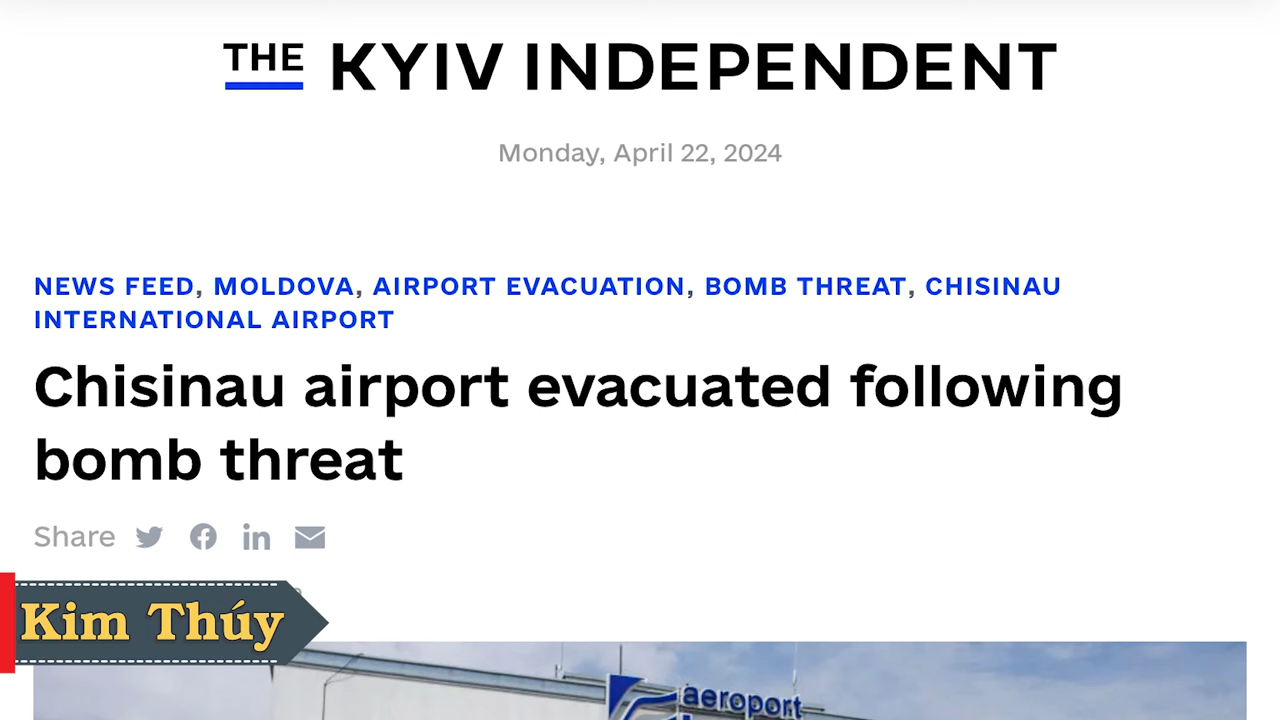 THE KYIV INDEPENDENT
Monday, April 22, 2024
NEWS FEED, MOLDOVA, AIRPORT EVACUATION, BOMB THREAT, CHISINAU
INTERNATIONAL AIRPORT
Chisinau airport evacuated following
bomb threat
Share
Kim Thúy
aeroport